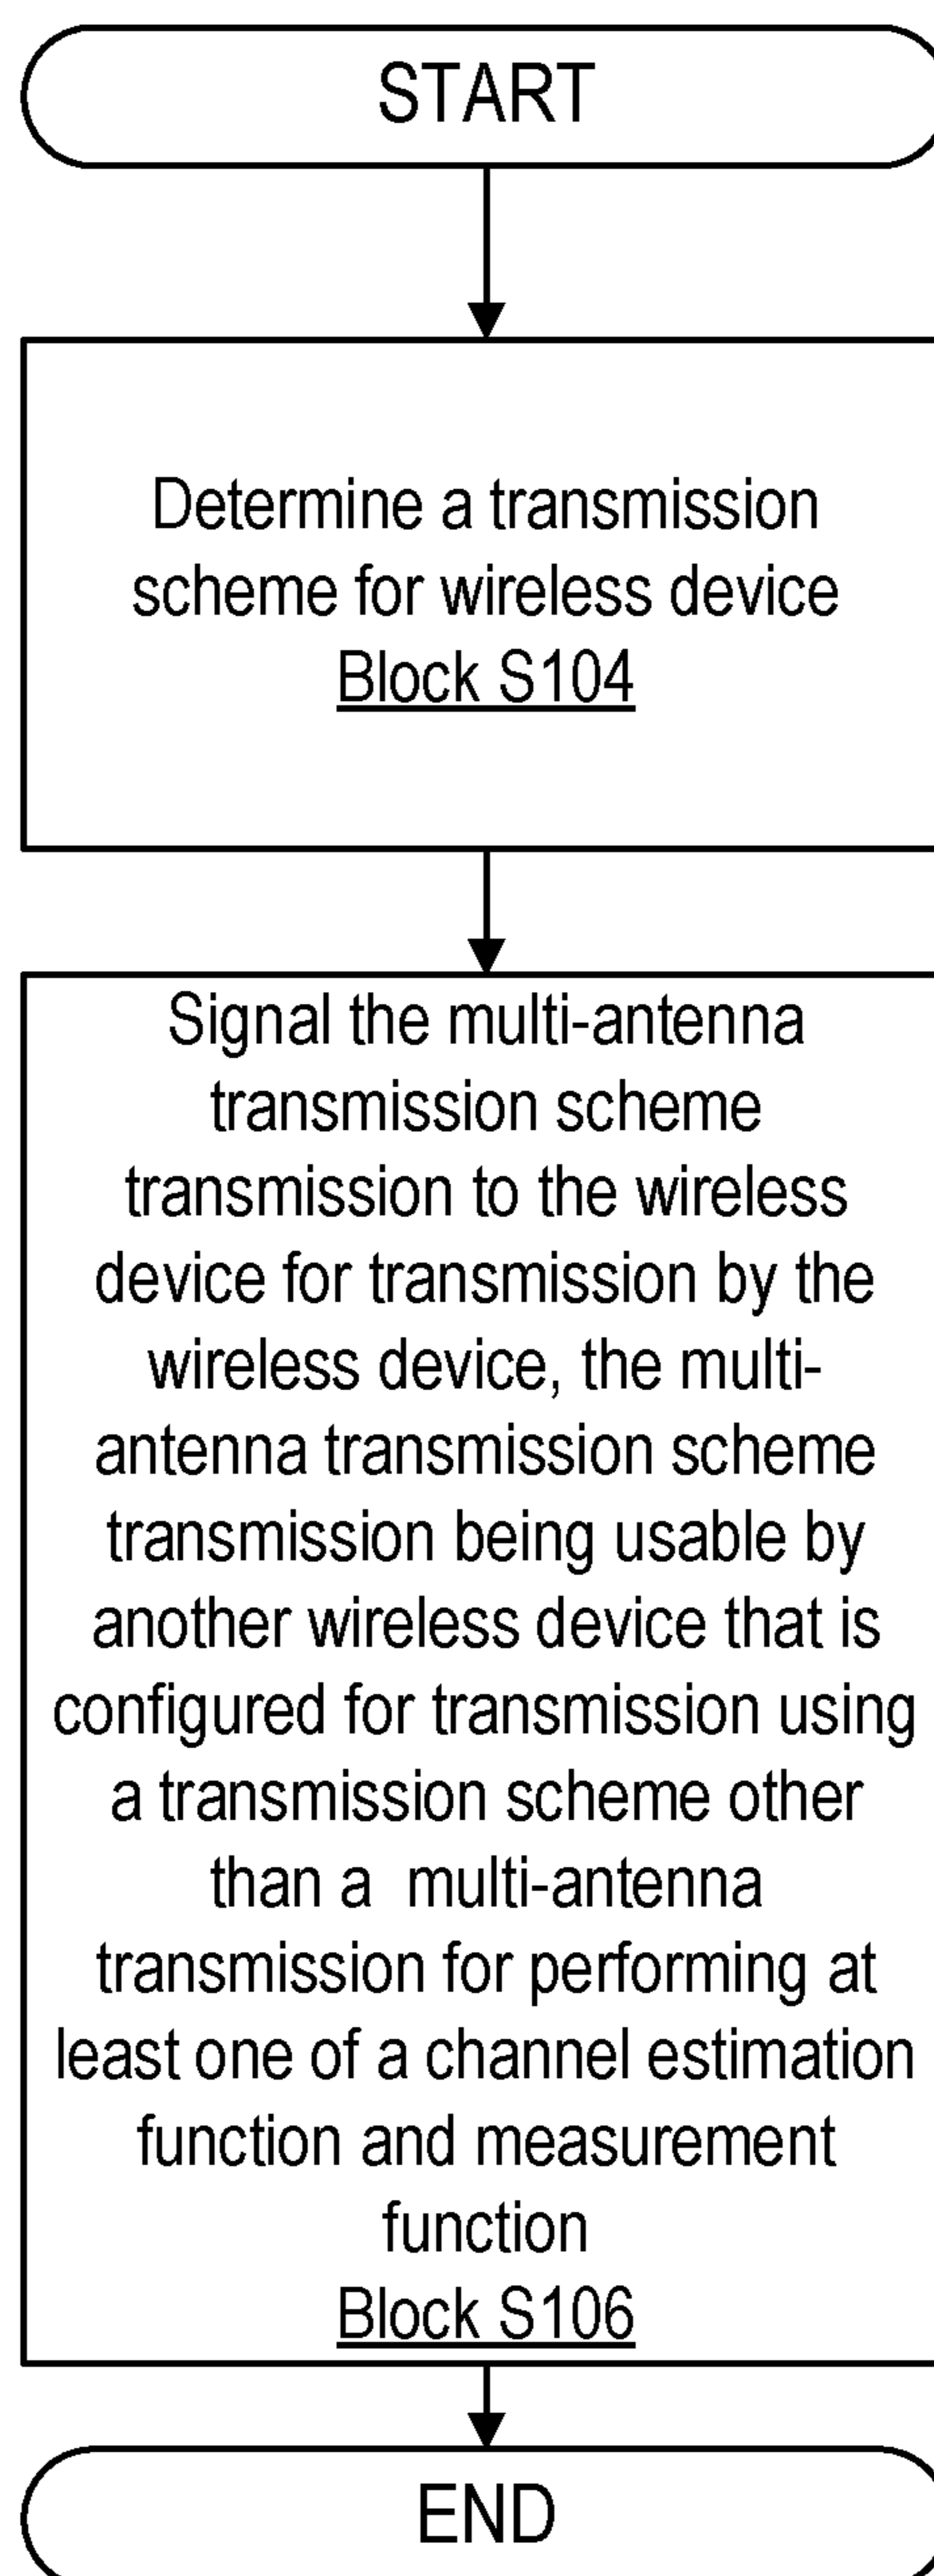 START
Determine a transmission
scheme for wireless device
Block S104
Signal the multi-antenna
transmission scheme
transmission to the wireless
device for transmission by the
wireless device, the multi-
antenna transmission scheme
transmission being usable by
another wireless device that is
configured for transmission using
a transmission scheme other
than a  multi-antenna
transmission for performing at
least one of a channel estimation
function and measurement
function
Block S106
END